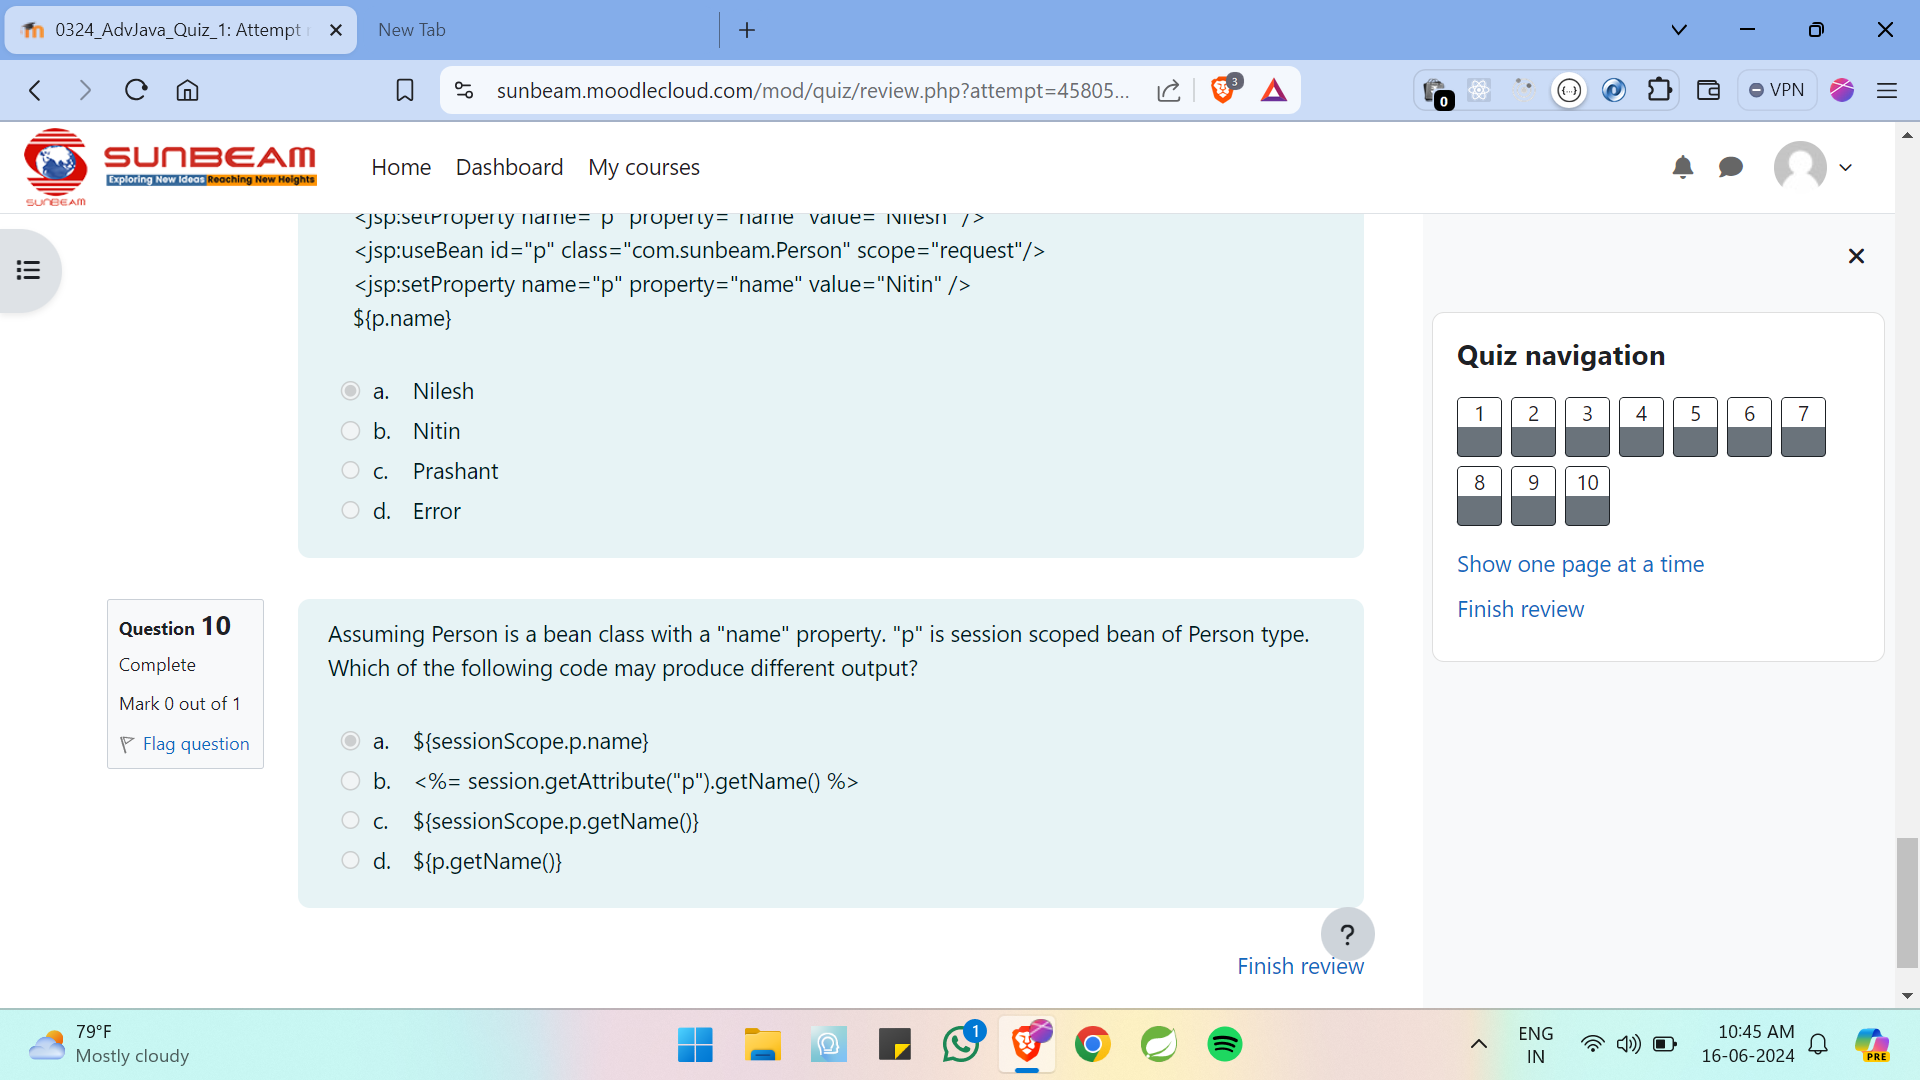 0324_AdvJava_Quiz_1: Attempt
New Tab
sunbeam.moodlecloud.com/mod/quiz/review.php?attempt=45805...
3
0
VPN
SUNBEAM
Exploring New Ideas Reaching New Heights
SUNBEAM
Home Dashboard My courses
<jsp:setProperty name="p" property="name" value="Nilesh" />
<jsp:useBean id="p" class="com.sunbeam.Person" scope="request"/>
<jsp:setProperty name="p" property="name" value="Nitin" />
${p.name}
a. Nilesh
b. Nitin
c. Prashant
d. Error
Quiz navigation
1 2 3 4 5 6 7
8 9 10
Show one page at a time
Finish review
Question 10
Complete
Mark 0 out of 1
Flag question
Assuming Person is a bean class with a "name" property. "p" is session scoped bean of Person type.
Which of the following code may produce different output?
a. ${sessionScope.p.name}
b. <%= session.getAttribute("p").getName() %>
c. ${sessionScope.p.getName()}
d. ${p.getName()}
?
Finish review
79°F
Mostly cloudy
1
ENG
IN
10:45 AM
16-06-2024
PRE